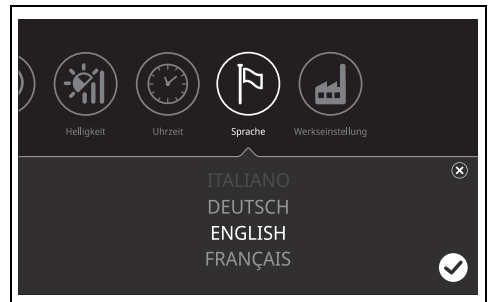 Helligkeit Uhrzeit Sprache Werkseinstellung
ITALIANO
DEUTSCH
ENGLISH
FRANÇAIS